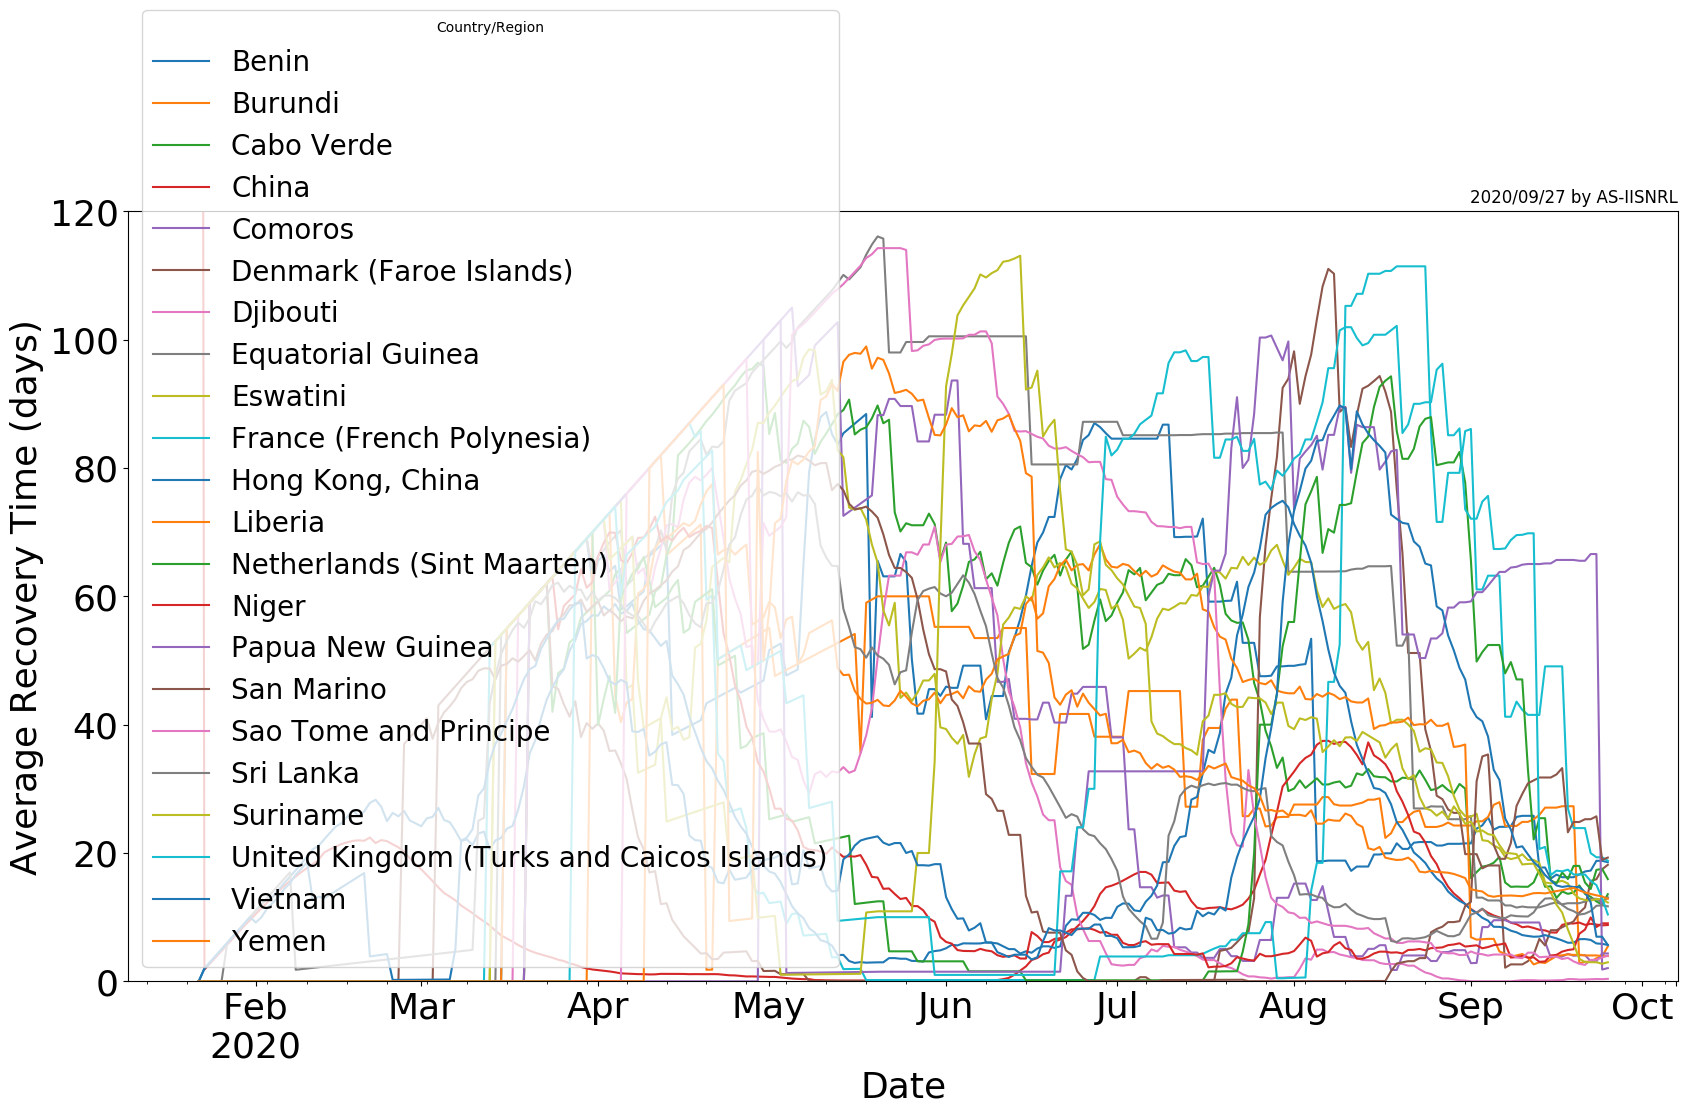 Country/Region
Benin
Burundi
Cabo Verde
China
Comoros
Denmark (Faroe Islands)
Djibouti
Equatorial Guinea
Eswatini
France (French Polynesia)
Hong Kong, China
Liberia
Netherlands (Sint Maarten)
Niger
Papua New Guinea
San Marino
Sao Tome and Principe
Sri Lanka
Suriname
United Kingdom (Turks and Caicos Islands)
Vietnam
Yemen
2020/09/27 by AS-IISNRL
Average Recovery Time (days)
120
100
80
60
40
20
0
Feb Mar Apr May Jun Jul Aug Sep Oct
2020
Date